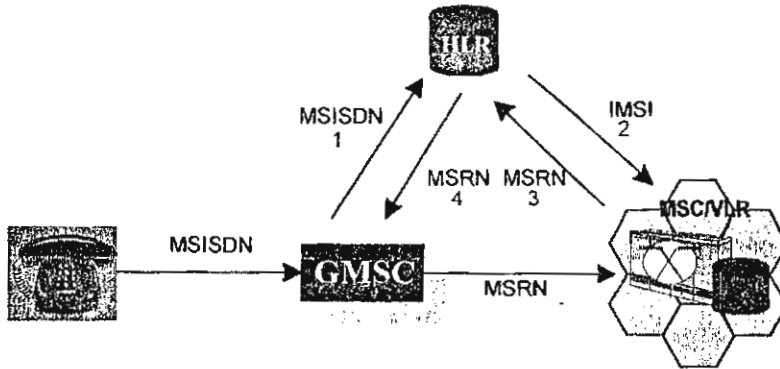 HLR
MSISDN
1
IMSI
2
MSRN
4
MSRN
3
MSC/VLR
MSISDN
GMSC
MSRN